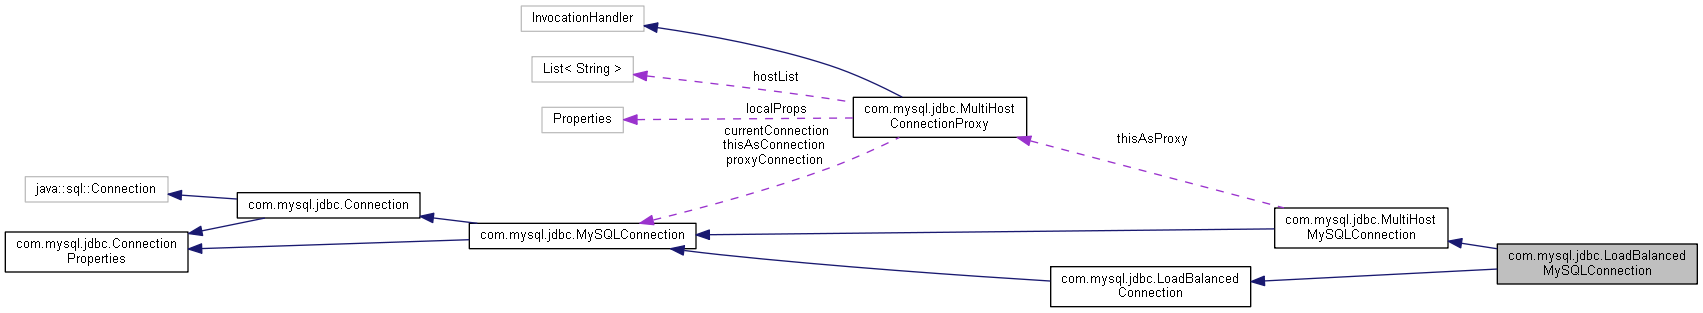 InvocationHandler
List< String >
hostList
Properties
localProps
com.mysql.jdbc.MultiHost
ConnectionProxy
currentConnection
thisAsConnection
proxyConnection
thisAsProxy
java::sql::Connection
com.mysql.jdbc.Connection
com.mysql.jdbc.Connection
Properties
com.mysql.jdbc.MySQLConnection
com.mysql.jdbc.MultiHost
MySQLConnection
com.mysql.jdbc.LoadBalanced
Connection
com.mysql.jdbc.LoadBalanced
MySQLConnection